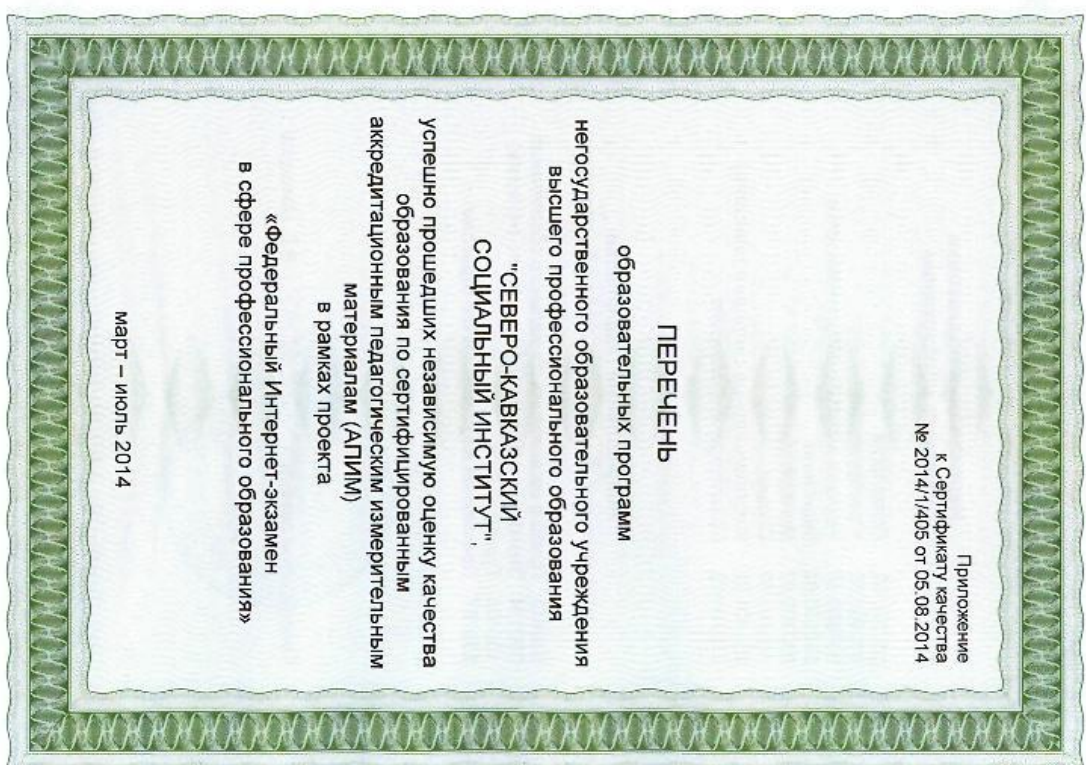 Приложение
к Сертификату качества
№ 2014/1/405 от 05.08.2014
ПЕРЕЧЕНЬ
образовательных программ
негосударственного образовательного учреждения
высшего профессионального образования
"СЕВЕРО-КАВКАЗСКИЙ
СОЦИАЛЬНЫЙ ИНСТИТУТ",
успешно прошедших независимую оценку качества
образования по сертифицированным
аккредитационным педагогическим измерительным
материалам (АПИМ)
в рамках проекта
«Федеральный Интернет-экзамен
в сфере профессионального образования»
март – июль 2014